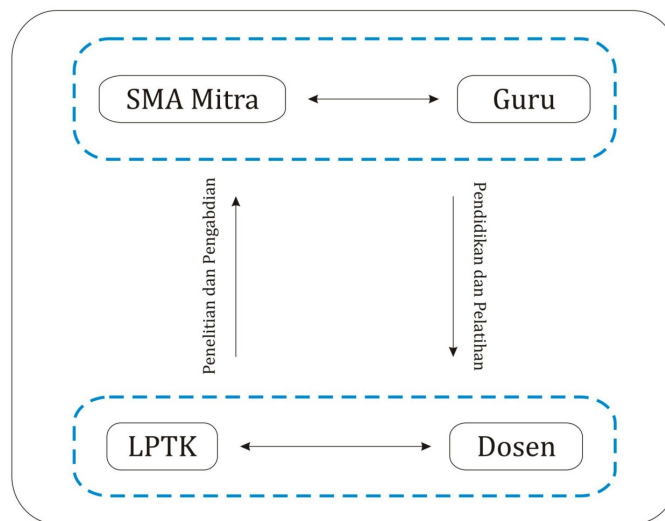 SMA Mitra
Guru
Penelitian dan Pengabdian
Pendidikan dan Pelatihan
LPTK
Dosen